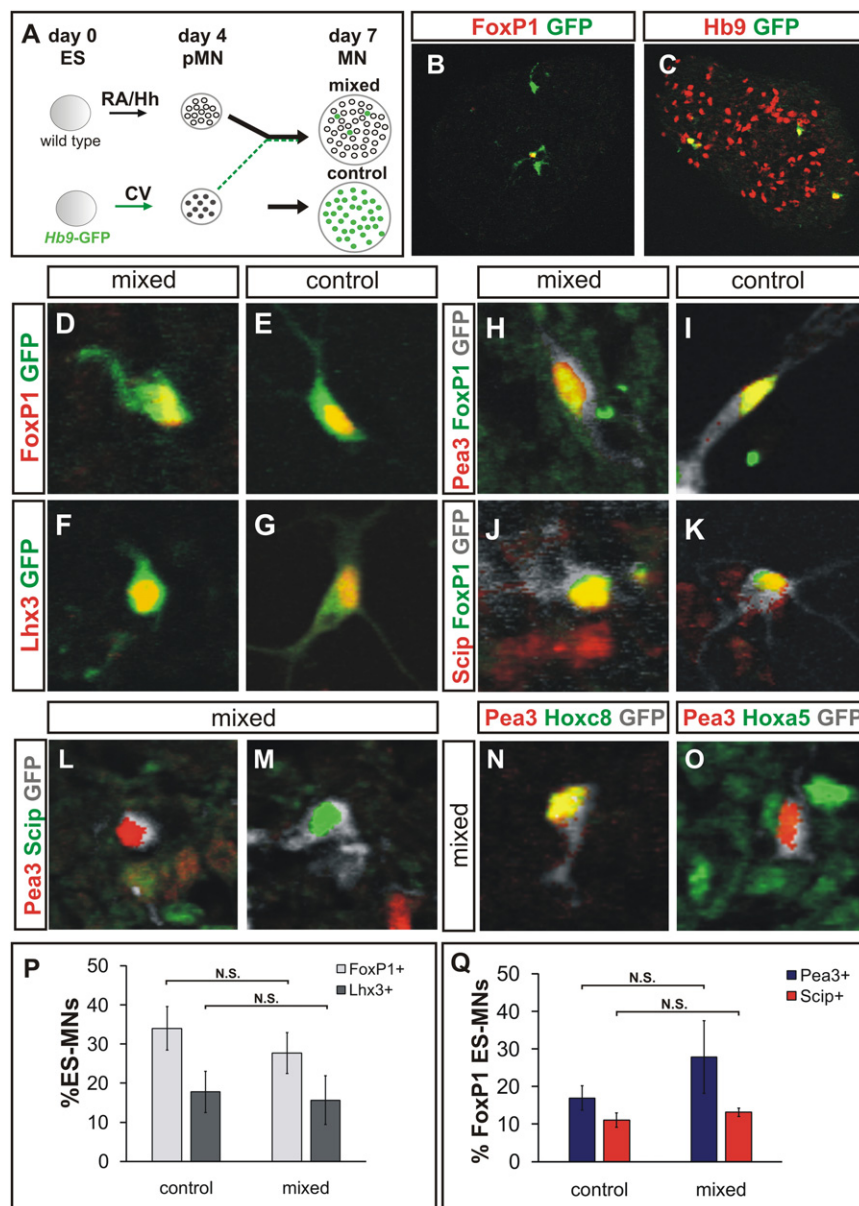 A
day 0
ES
day 4
pMN
day 7
MN
RA/Hh
wild type
mixed
CV
Hb9-GFP
control
FoxP1 GFP
B
Hb9 GFP
C
mixed
control
FoxP1 GFP
D
E
Lhx3 GFP
F
G
mixed
control
Pea3 FoxP1 GFP
H
I
Scip FoxP1 GFP
J
K
mixed
Pea3 Scip GFP
L
M
Pea3 Hoxc8 GFP
Pea3 Hoxa5 GFP
mixed
N
O
P
%ES-MNs
50
40
30
20
10
0
N.S.
N.S.
FoxP1+
Lhx3+
control
mixed
Q
% FoxP1 ES-MNs
50
40
30
20
10
0
N.S.
N.S.
Pea3+
Scip+
control
mixed